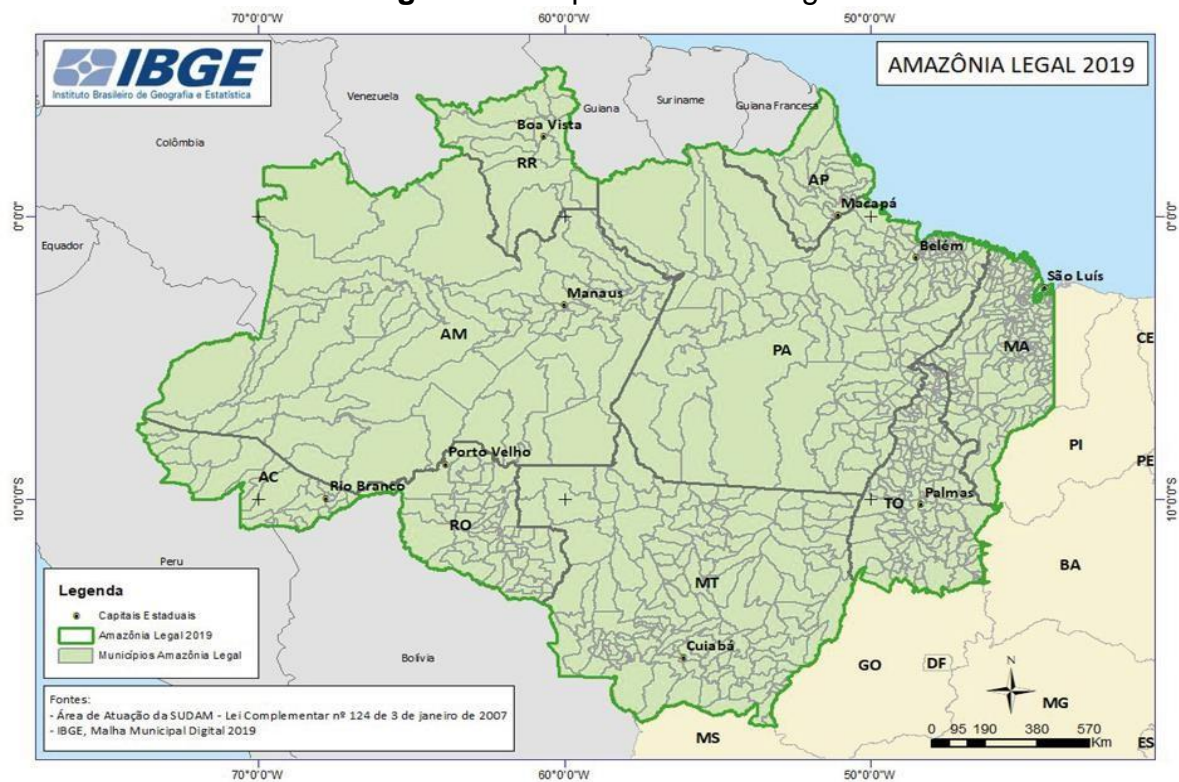 70°0'0"W 60°0'0"W 50°0'0"W
IBGE
Instituto Brasileiro de Geografia e Estatística
AMAZÔNIA LEGAL 2019
Venezuela
Guiana
Suriname
Guiana Francesa
Colômbia
Boa Vista
RR
AP
Macapá
0°0'0"
0°0'0"
Equador
Belém
São Luís
Manaus
AM
PA
MA
CE
PI
PE
Porto Velho
AC
Rio Branco
10°0'0"S
10°0'0"S
RO
TO
Palmas
BA
Peru
MT
Legenda
Capitais Estaduais
Amazônia Legal 2019
Municípios Amazônia Legal
Bolívia
Cuiabá
GO
DF
N
MG
MS
ES
Fontes:
- Área de Atuação da SUDAM - Lei Complementar nº 124 de 3 de janeiro de 2007
- IBGE, Malha Municipal Digital 2019
0 95 190 380 570
Km
70°0'0"W 60°0'0"W 50°0'0"W